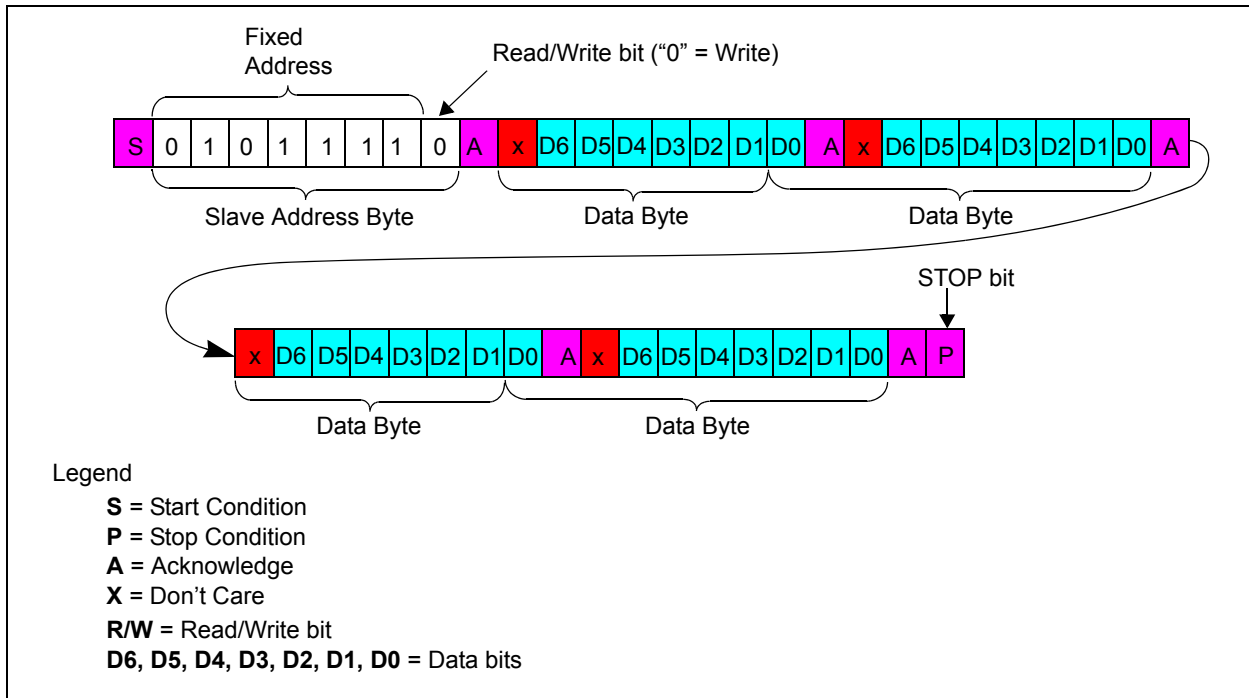 Fixed
Address
Read/Write bit (“0” = Write)
S 0 1 0 1 1 1 1 0 A x D6 D5 D4 D3 D2 D1 D0 A x D6 D5 D4 D3 D2 D1 D0 A
Slave Address Byte
Data Byte
Data Byte
STOP bit
x D6 D5 D4 D3 D2 D1 D0 A x D6 D5 D4 D3 D2 D1 D0 A P
Data Byte
Data Byte
Legend
S = Start Condition
P = Stop Condition
A = Acknowledge
X = Don't Care
R/W = Read/Write bit
D6, D5, D4, D3, D2, D1, D0 = Data bits